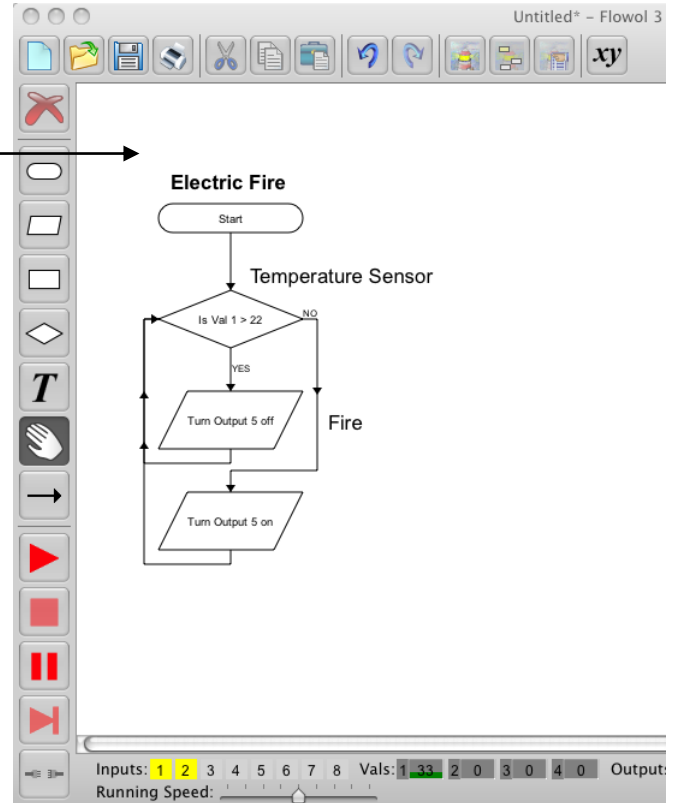 Untitled* – Flowol 3
xy
T
Electric Fire
Start
Temperature Sensor
Is Val 1 > 22
NO
YES
Turn Output 5 off
Fire
Turn Output 5 on
Inputs: 1 2 3 4 5 6 7 8 Vals: 1 33 2 0 3 0 4 0 Outputs
Running Speed: